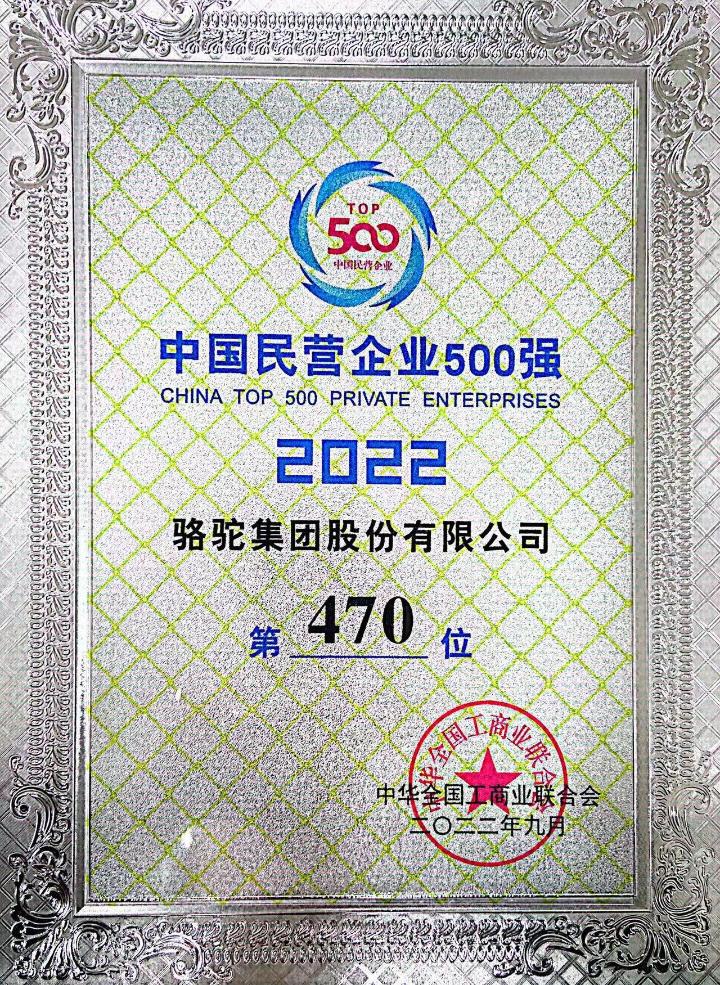 TOP
500
中国民营企业
中国民营企业500强
CHINA TOP 500 PRIVATE ENTERPRISES
2022
骆驼集团股份有限公司
第 470 位
中华全国工商业联合会
中华全国工商业联合会
二〇二二年九月